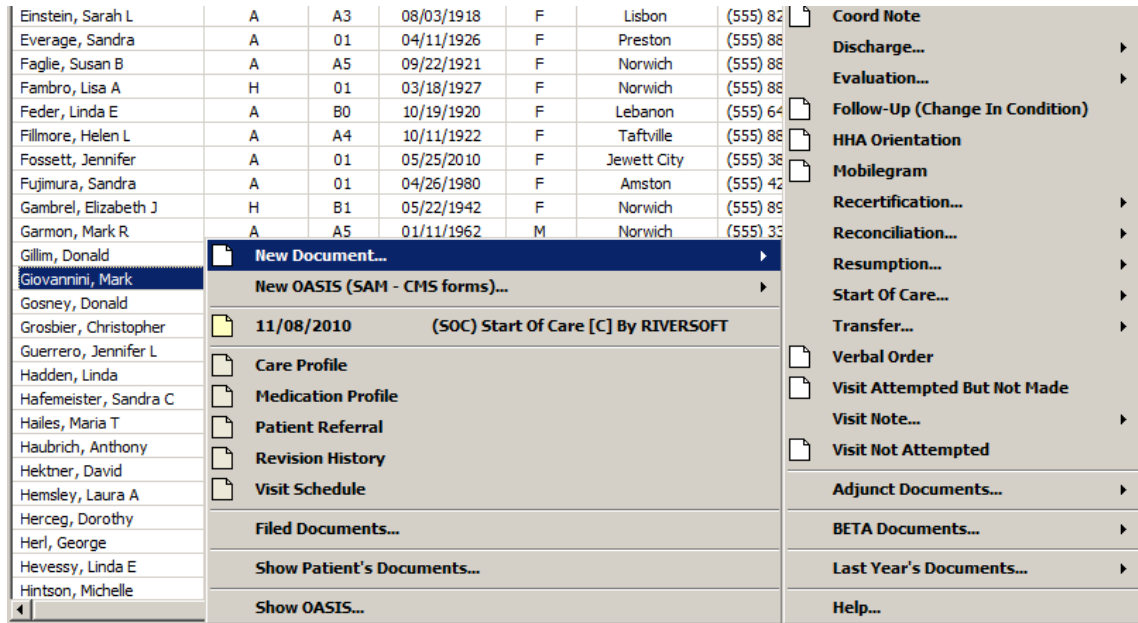 Einstein, Sarah L A A3 08/03/1918 F Lisbon (555) 82
Everage, Sandra A 01 04/11/1926 F Preston (555) 88
Faglie, Susan B A A5 09/22/1921 F Norwich (555) 88
Fambro, Lisa A H 01 03/18/1927 F Norwich (555) 88
Feder, Linda E A B0 10/19/1920 F Lebanon (555) 64
Fillmore, Helen L A A4 10/11/1922 F Taftville (555) 88
Fossett, Jennifer A 01 05/25/2010 F Jewett City (555) 38
Fujimura, Sandra A 01 04/26/1980 F Amston (555) 42
Gambrel, Elizabeth J H B1 05/22/1942 F Norwich (555) 89
Garmon, Mark R A A5 01/11/1962 M Norwich (555) 33
Gillim, Donald
Giovannini, Mark
Gosney, Donald
Grosbier, Christopher
Guerrero, Jennifer L
Hadden, Linda
Hafemeister, Sandra C
Hailes, Maria T
Haubrich, Anthony
Hektner, David
Hemsley, Laura A
Herceg, Dorothy
Herl, George
Hevessy, Linda E
Hintson, Michelle
New Document...
New OASIS (SAM - CMS forms)...
11/08/2010 (SOC) Start Of Care [C] By RIVERSOFT
Care Profile
Medication Profile
Patient Referral
Revision History
Visit Schedule
Filed Documents...
Show Patient's Documents...
Show OASIS...
Coord Note
Discharge...
Evaluation...
Follow-Up (Change In Condition)
HHA Orientation
Mobilegram
Recertification...
Reconciliation...
Resumption...
Start Of Care...
Transfer...
Verbal Order
Visit Attempted But Not Made
Visit Note...
Visit Not Attempted
Adjunct Documents...
BETA Documents...
Last Year's Documents...
Help...